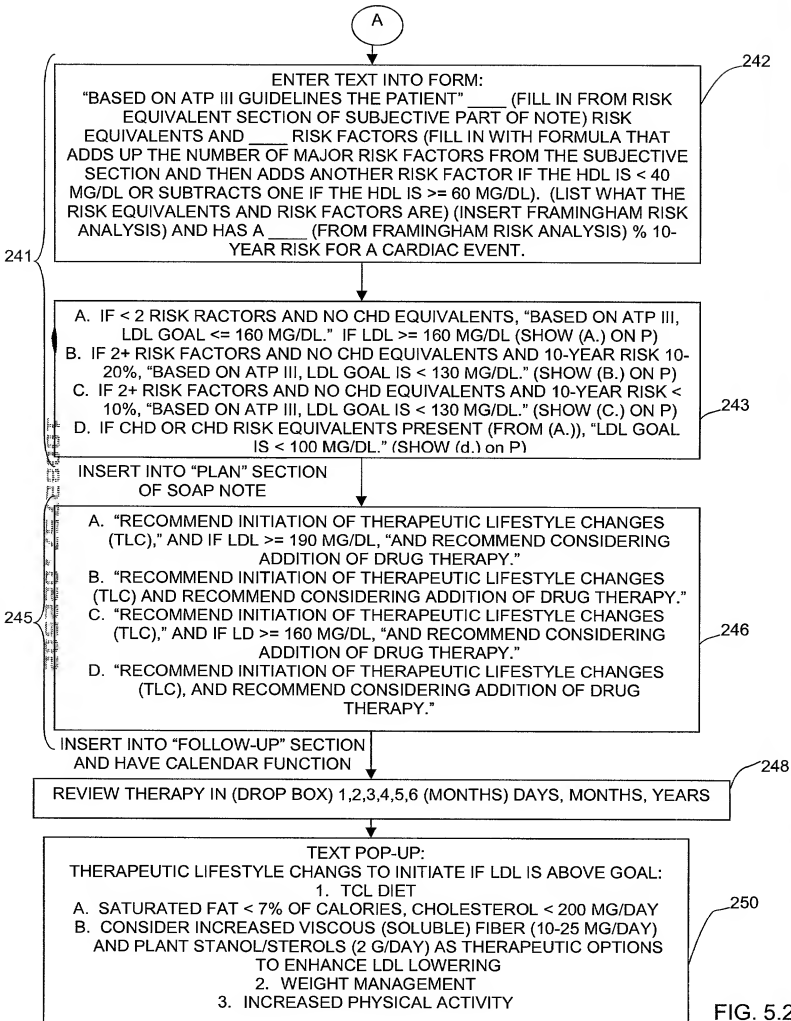 A
242
ENTER TEXT INTO FORM:
“BASED ON ATP III GUIDELINES THE PATIENT” ____ (FILL IN FROM RISK
EQUIVALENT SECTION OF SUBJECTIVE PART OF NOTE) RISK
EQUIVALENTS AND ____ RISK FACTORS (FILL IN WITH FORMULA THAT
ADDS UP THE NUMBER OF MAJOR RISK FACTORS FROM THE SUBJECTIVE
SECTION AND THEN ADDS ANOTHER RISK FACTOR IF THE HDL IS < 40
MG/DL OR SUBTRACTS ONE IF THE HDL IS >= 60 MG/DL). (LIST WHAT THE
RISK EQUIVALENTS AND RISK FACTORS ARE) (INSERT FRAMINGHAM RISK
ANALYSIS) AND HAS A ____ (FROM FRAMINGHAM RISK ANALYSIS) % 10-
YEAR RISK FOR A CARDIAC EVENT.
241
A. IF < 2 RISK RACTORS AND NO CHD EQUIVALENTS, “BASED ON ATP III,
LDL GOAL <= 160 MG/DL.” IF LDL >= 160 MG/DL (SHOW (A.) ON P)
B. IF 2+ RISK FACTORS AND NO CHD EQUIVALENTS AND 10-YEAR RISK 10-
20%, “BASED ON ATP III, LDL GOAL IS < 130 MG/DL.” (SHOW (B.) ON P)
C. IF 2+ RISK FACTORS AND NO CHD EQUIVALENTS AND 10-YEAR RISK <
10%, “BASED ON ATP III, LDL GOAL IS < 130 MG/DL.” (SHOW (C.) ON P)
D. IF CHD OR CHD RISK EQUIVALENTS PRESENT (FROM (A.)), “LDL GOAL
IS < 100 MG/DL.” (SHOW (d.) on P)
243
INSERT INTO “PLAN” SECTION
OF SOAP NOTE
A. “RECOMMEND INITIATION OF THERAPEUTIC LIFESTYLE CHANGES
(TLC),” AND IF LDL >= 190 MG/DL, “AND RECOMMEND CONSIDERING
ADDITION OF DRUG THERAPY.”
B. “RECOMMEND INITIATION OF THERAPEUTIC LIFESTYLE CHANGES
(TLC) AND RECOMMEND CONSIDERING ADDITION OF DRUG THERAPY.”
C. “RECOMMEND INITIATION OF THERAPEUTIC LIFESTYLE CHANGES
(TLC),” AND IF LD >= 160 MG/DL, “AND RECOMMEND CONSIDERING
ADDITION OF DRUG THERAPY.”
D. “RECOMMEND INITIATION OF THERAPEUTIC LIFESTYLE CHANGES
(TLC), AND RECOMMEND CONSIDERING ADDITION OF DRUG
THERAPY.”
245
246
INSERT INTO “FOLLOW-UP” SECTION
AND HAVE CALENDAR FUNCTION
248
REVIEW THERAPY IN (DROP BOX) 1,2,3,4,5,6 (MONTHS) DAYS, MONTHS, YEARS
TEXT POP-UP:
THERAPEUTIC LIFESTYLE CHANGS TO INITIATE IF LDL IS ABOVE GOAL:
1. TCL DIET
A. SATURATED FAT < 7% OF CALORIES, CHOLESTEROL < 200 MG/DAY
B. CONSIDER INCREASED VISCOUS (SOLUBLE) FIBER (10-25 MG/DAY)
AND PLANT STANOL/STEROLS (2 G/DAY) AS THERAPEUTIC OPTIONS
TO ENHANCE LDL LOWERING
2. WEIGHT MANAGEMENT
3. INCREASED PHYSICAL ACTIVITY
250
FIG. 5.2